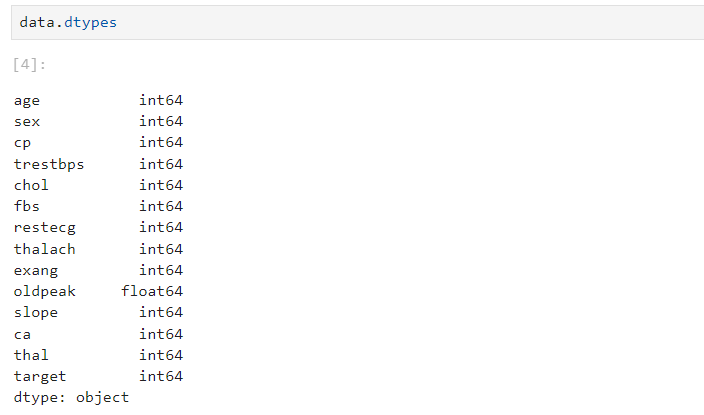 data.dtypes
[4]:
age int64
sex int64
cp int64
trestbps int64
chol int64
fbs int64
restecg int64
thalach int64
exang int64
oldpeak float64
slope int64
ca int64
thal int64
target int64
dtype: object